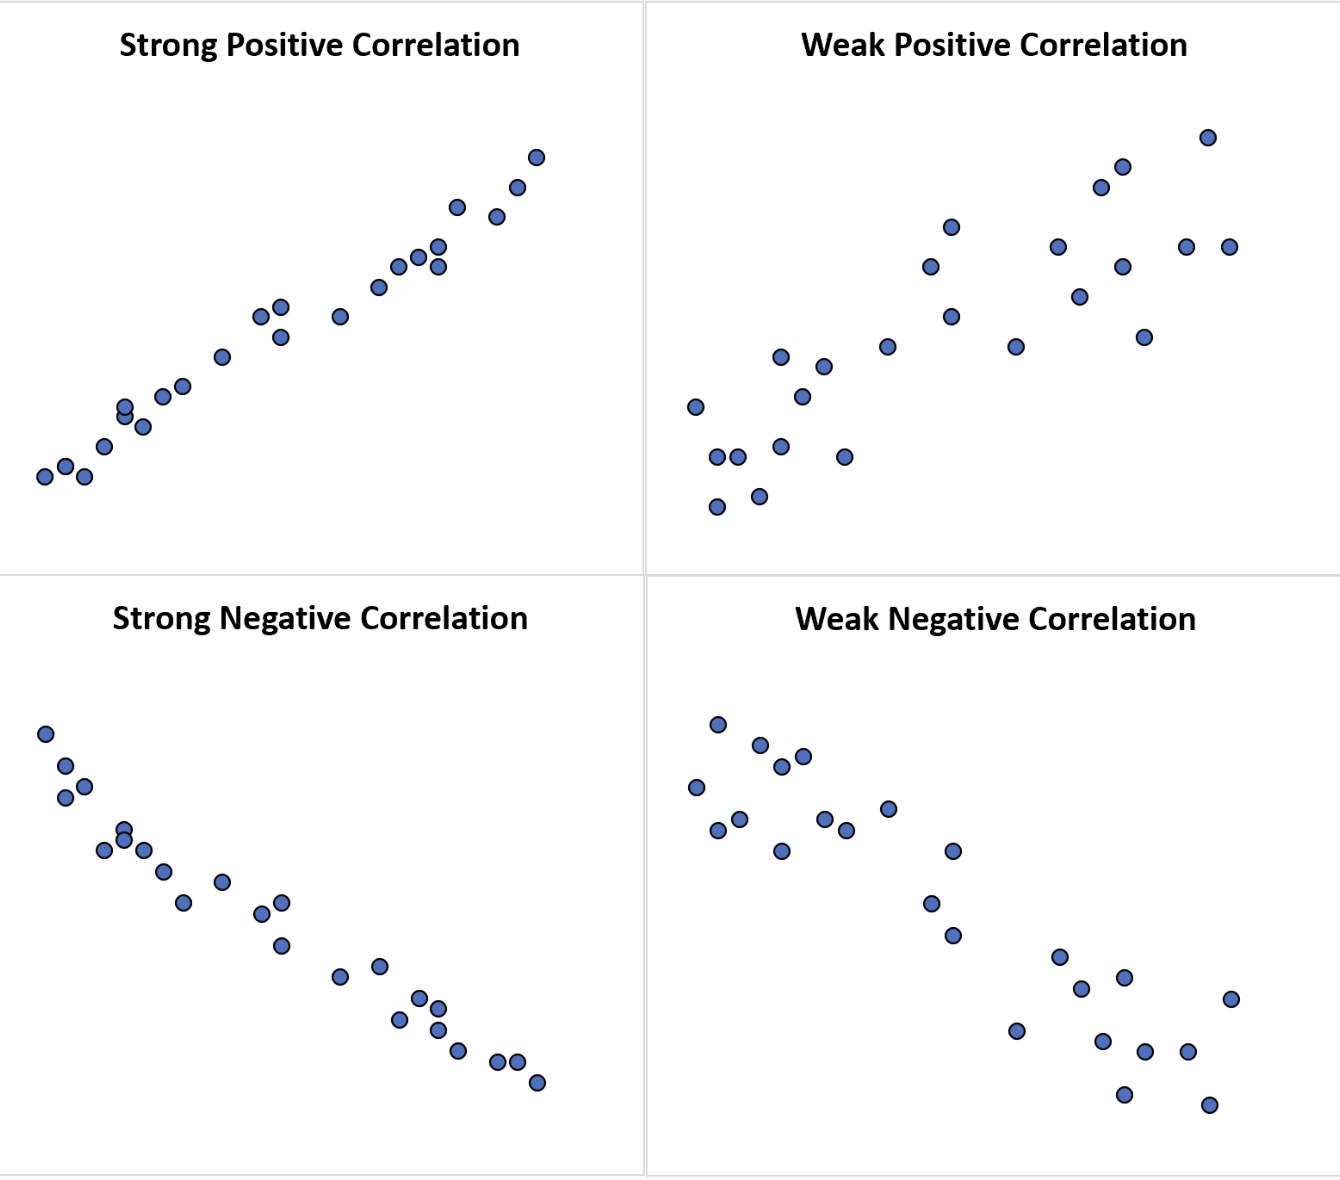 Strong Positive Correlation
Weak Positive Correlation
Strong Negative Correlation
Weak Negative Correlation